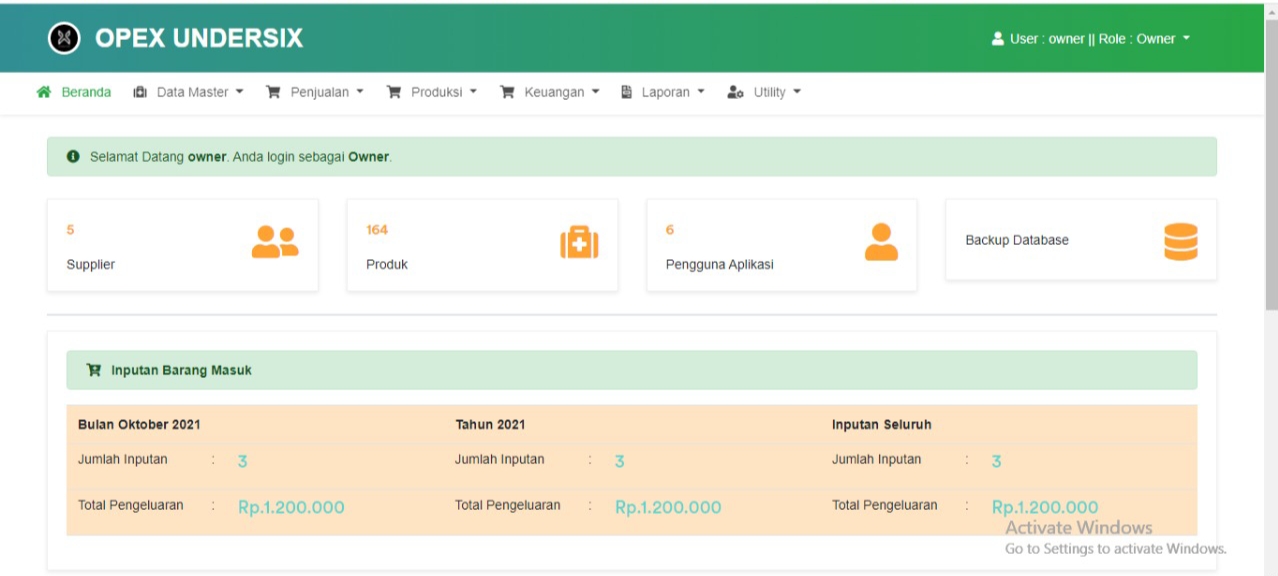 OPEX UNDERSIX
User : owner || Role : Owner
Beranda Data Master Penjualan Produksi Keuangan Laporan Utility
Selamat Datang owner. Anda login sebagai Owner.
5
Supplier
164
Produk
6
Pengguna Aplikasi
Backup Database
Inputan Barang Masuk
Bulan Oktober 2021 Tahun 2021 Inputan Seluruh
Jumlah Inputan : 3 Jumlah Inputan : 3 Jumlah Inputan : 3
Total Pengeluaran : Rp.1.200.000 Total Pengeluaran : Rp.1.200.000 Total Pengeluaran : Rp.1.200.000
Activate Windows
Go to Settings to activate Windows.